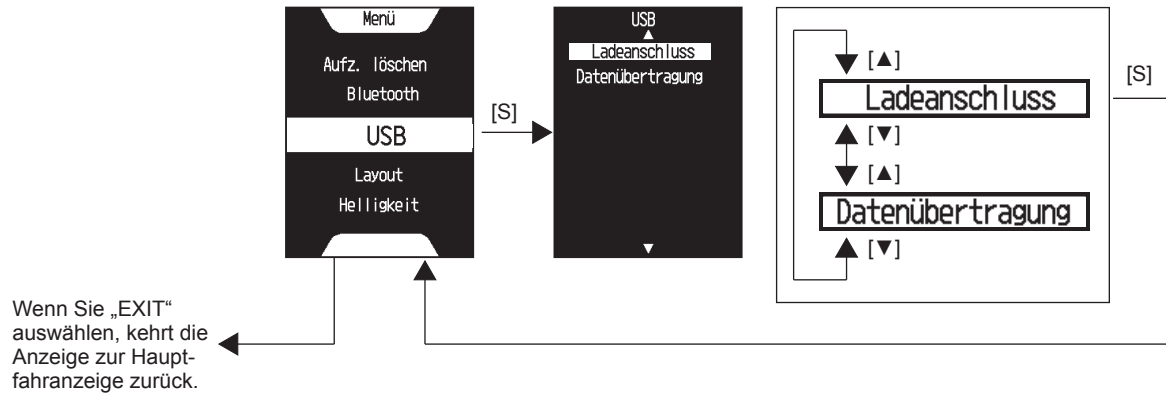 Menü
Aufz. löschen
Bluetooth
USB
Layout
Helligkeit
[S]
USB
▲
Ladeanschluss
Datenübertragung
▼
[▲]
Ladeanschluss
[▼]
[▲]
Datenübertragung
[▼]
[S]
Wenn Sie „EXIT“
auswählen, kehrt die
Anzeige zur Haupt-
fahranzeige zurück.